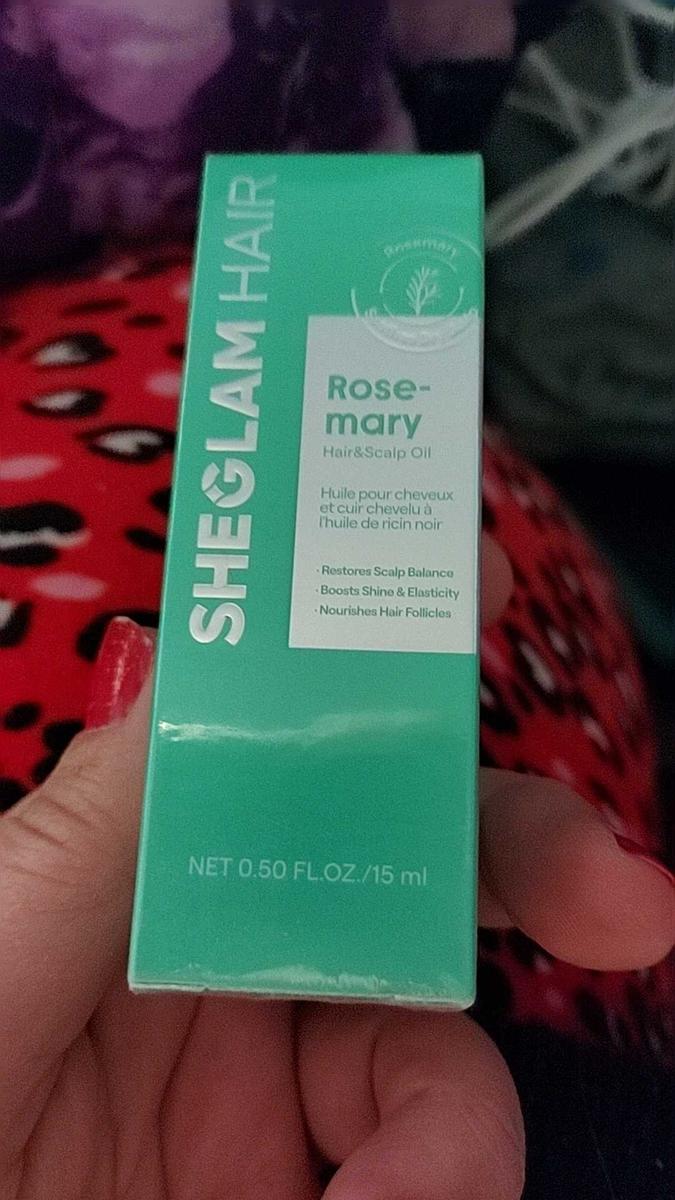 SHEGLAM HAIR
Rosemary
Rose-
mary
Hair&Scalp Oil
Huile pour cheveux
et cuir chevelu à
l'huile de ricin noir
· Restores Scalp Balance
· Boosts Shine & Elasticity
· Nourishes Hair Follicles
NET 0.50 FL.OZ./15 ml